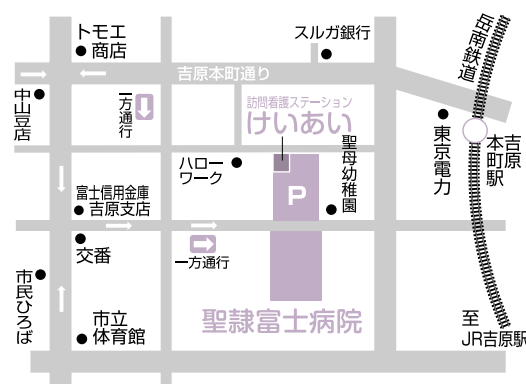 トモエ
商店
スルガ銀行
岳南鉄道
吉原本町通り
中山豆店
一方通行
訪問看護ステーション
けいあい
東京電力
吉原
本町駅
ハロー
ワーク
聖母幼稚園
P
富士信用金庫
吉原支店
交番
一方通行
市民ひろば
市立
体育館
聖隷富士病院
至
JR吉原駅